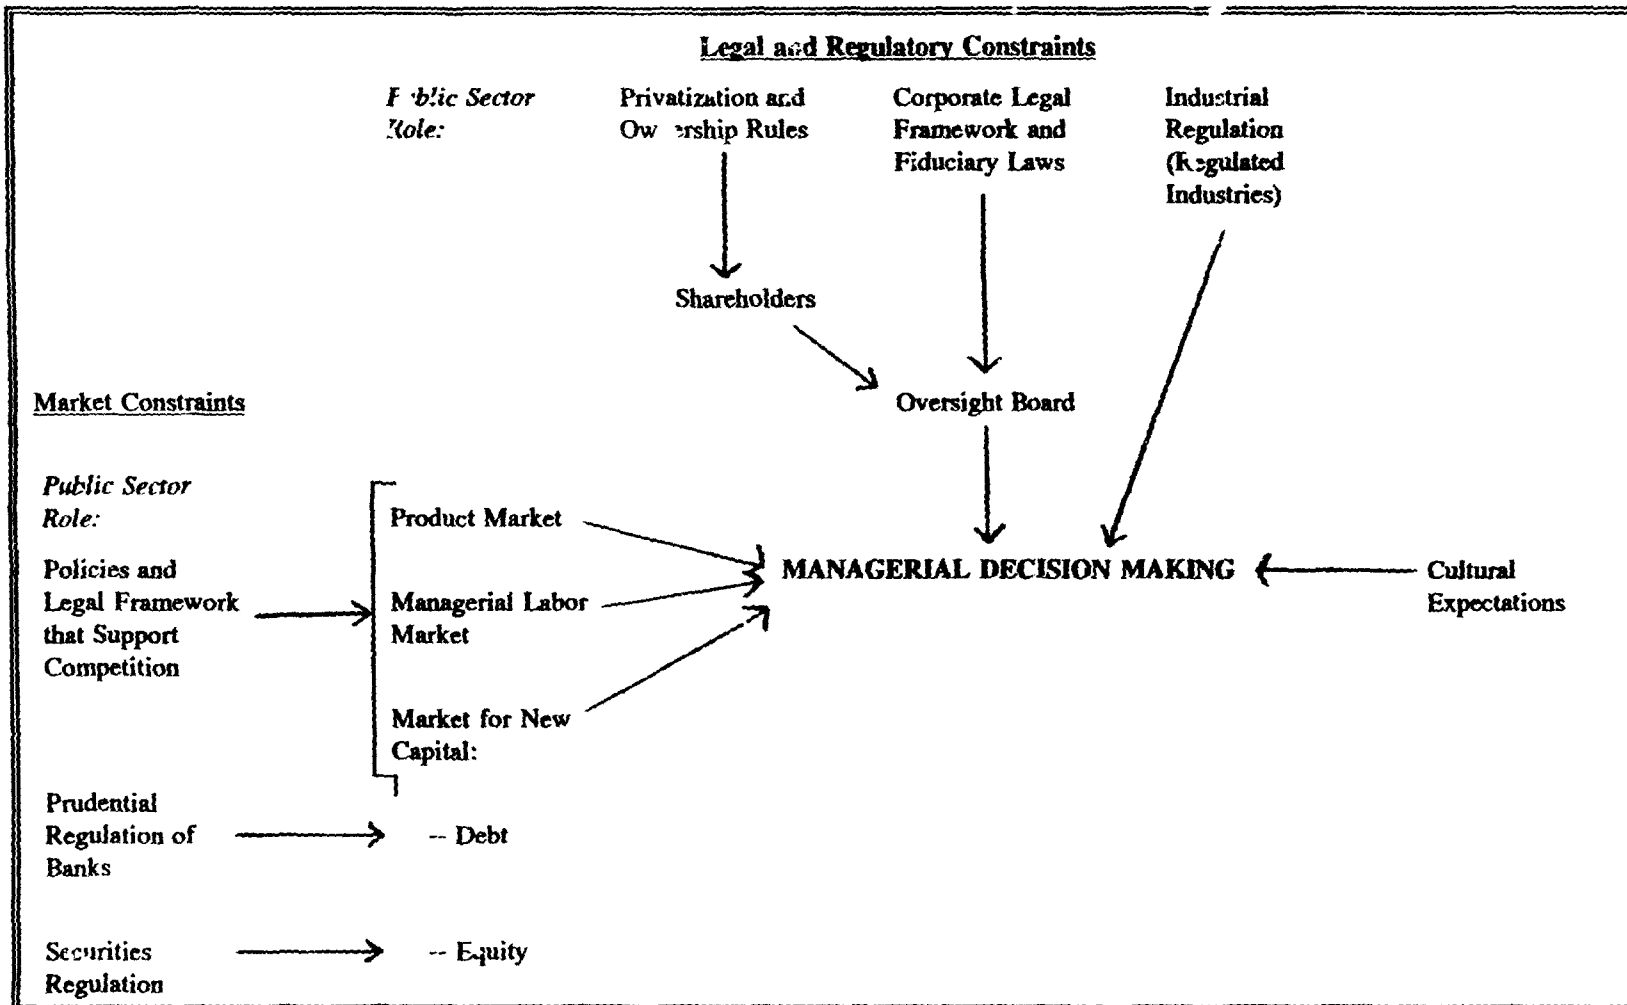 Legal and Regulatory Constraints
Public Sector
Role:
Privatization and
Ownership Rules
Corporate Legal
Framework and
Fiduciary Laws
Industrial
Regulation
(Regulated
Industries)
Shareholders
Oversight Board
Market Constraints
Public Sector
Role:
Policies and
Legal Framework
that Support
Competition
Product Market
Managerial Labor
Market
Market for New
Capital:
MANAGERIAL DECISION MAKING
Cultural
Expectations
Prudential
Regulation of
Banks
-- Debt
Securities
Regulation
-- Equity